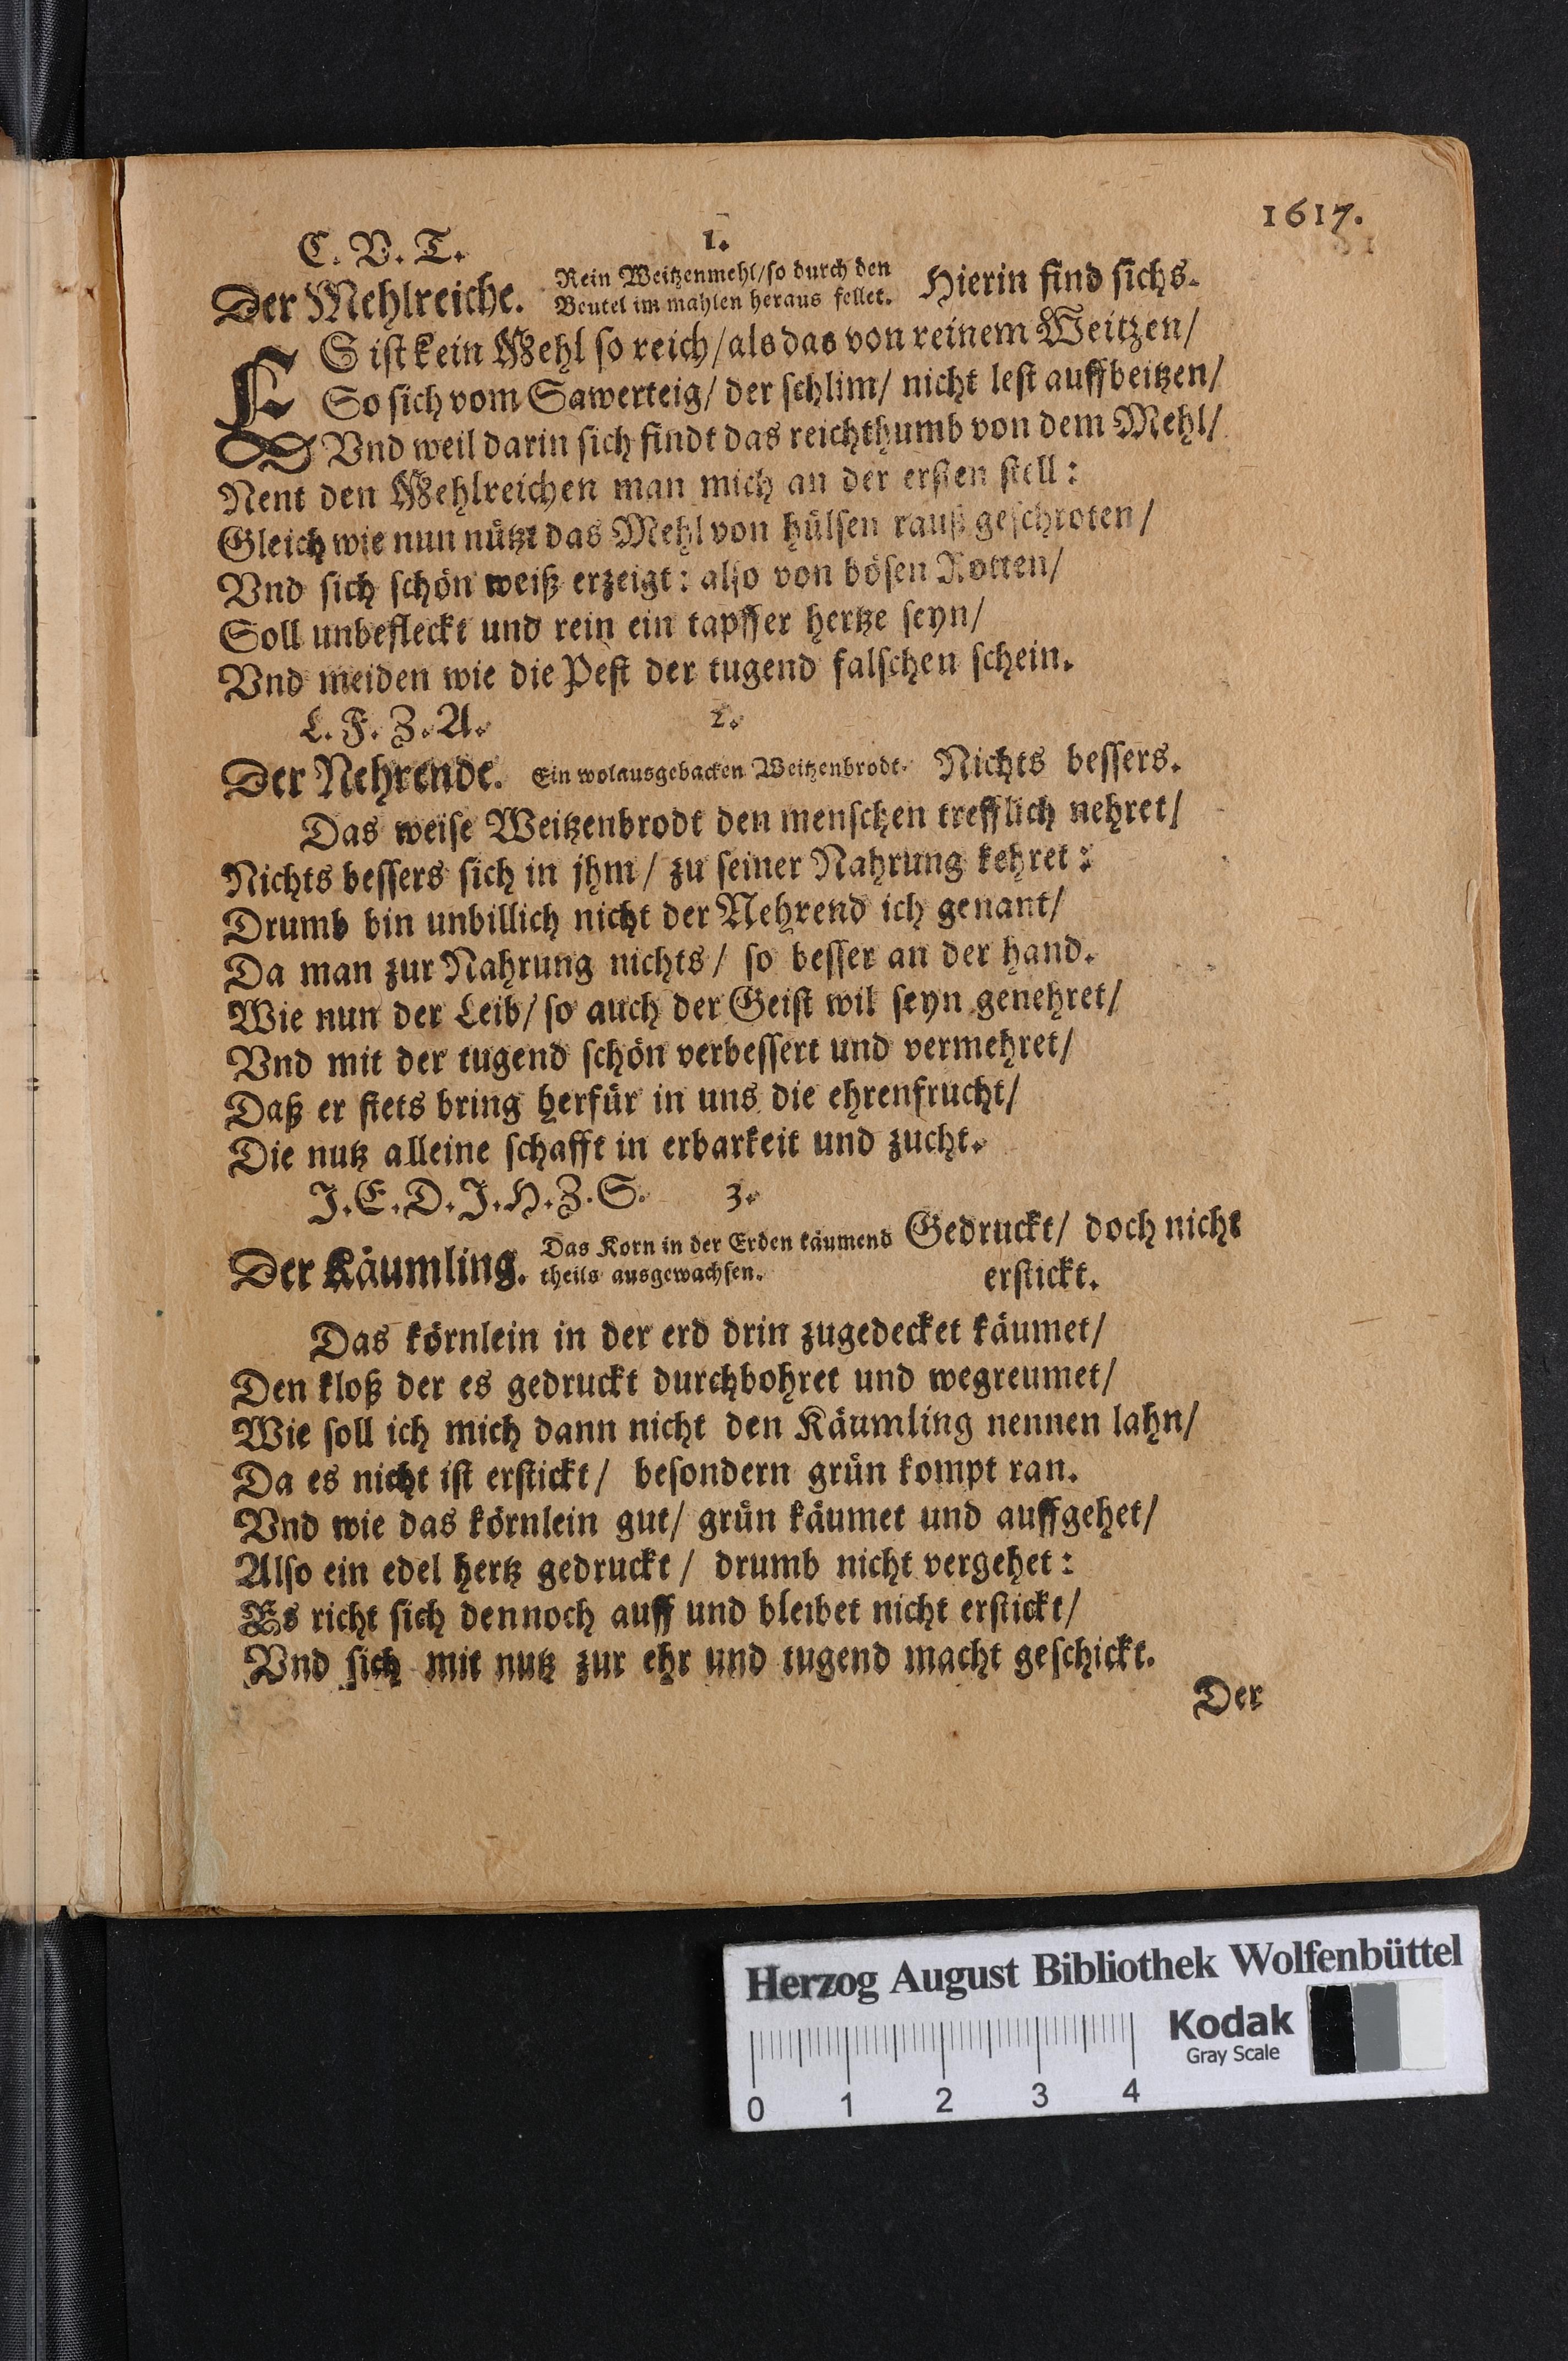 1617.
C. V. T. 1.
Der Mehlreiche. Rein Weitzenmehl/so durch den Hierin find sichs.
Beutel im mahlen heraus fellet.
ES ist kein Mehl so reich/als das von reinem Weitzen/
So sich vom Sawerteig/ der schlim/ nicht lest auffbeitzen/
Vnd weil darin sich findt das reichthumb von dem Mehl/
Nent den Mehlreichen man mich an der ersten stell:
Gleich wie nun nützt das Mehl von hülsen rauß geschroten/
Vnd sich schön weiß erzeigt: also von bösen Rotten/
Soll unbefleckt und rein ein tapffer hertze seyn/
Vnd meiden wie die Pest der tugend falschen schein.
L. F. Z. A. 2.
Der Nehrende. Ein wolausgebacken Weitzenbrodt. Nichts bessers.
Das weise Weitzenbrodt den menschen trefflich nehret/
Nichts bessers sich in jhm/ zu seiner Nahrung kehret:
Drumb bin unbillich nicht der Nehrend ich genant/
Da man zur Nahrung nichts/ so besser an der hand.
Wie nun der Leib/ so auch der Geist wil seyn genehret/
Vnd mit der tugend schön verbessert und vermehret/
Daß er stets bring herfür in uns die ehrenfrucht/
Die nutz alleine schafft in erbarkeit und zucht.
J. E. D. J. H. Z. S. 3.
Der Käumling. Das Korn in der Erden käumend Gedruckt/ doch nicht
theils ausgewachsen. erstickt.
Das körnlein in der erd drin zugedecket käumet/
Den kloß der es gedruckt durchbohret und wegreumet/
Wie soll ich mich dann nicht den Käumling nennen lahn/
Da es nicht ist erstickt/ besondern grün kompt ran.
Vnd wie das körnlein gut/ grün käumet und auffgehet/
Also ein edel hertz gedruckt/ drumb nicht vergehet:
Es richt sich dennoch auff und bleibet nicht erstickt/
Vnd sich mit nutz zur ehr und tugend macht geschickt.
Der
Herzog August Bibliothek Wolfenbüttel
Kodak
Gray Scale
0 1 2 3 4